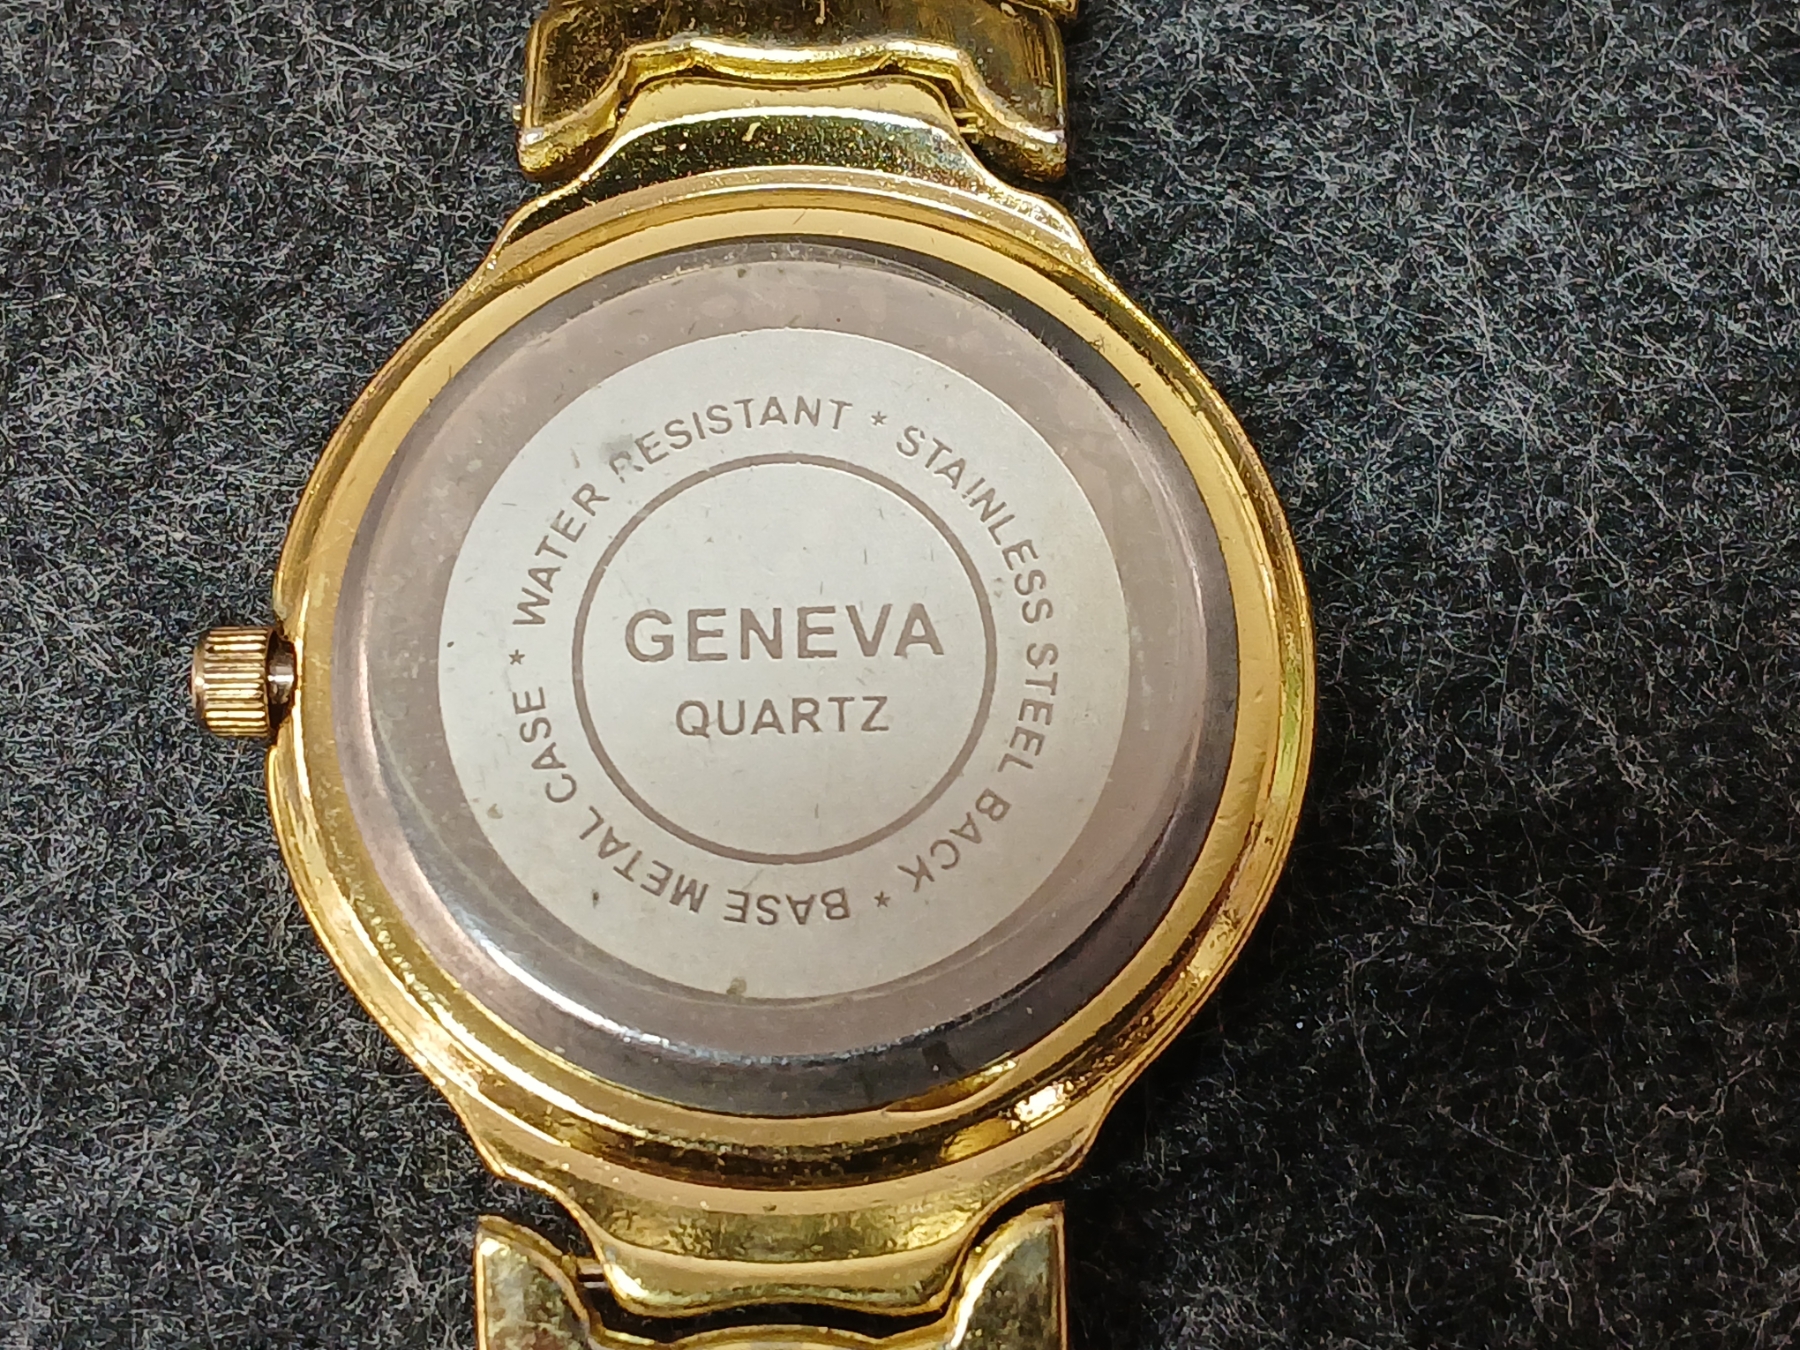 GENEVA
QUARTZ
* WATER RESISTANT * STAINLESS STEEL BACK * BASE METAL CASE